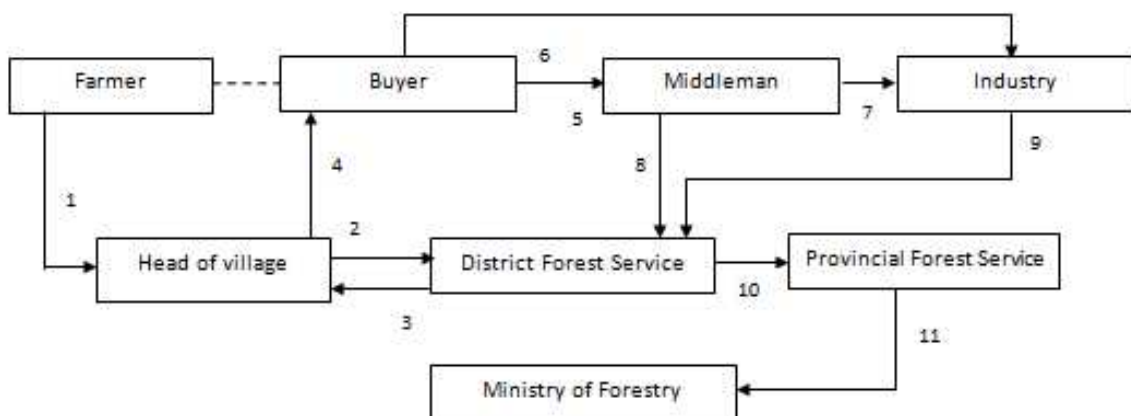 6
Farmer
Buyer
Middleman
Industry
5
7
1
4
8
9
2
Head of village
District Forest Service
Provincial Forest Service
3
10
11
Ministry of Forestry